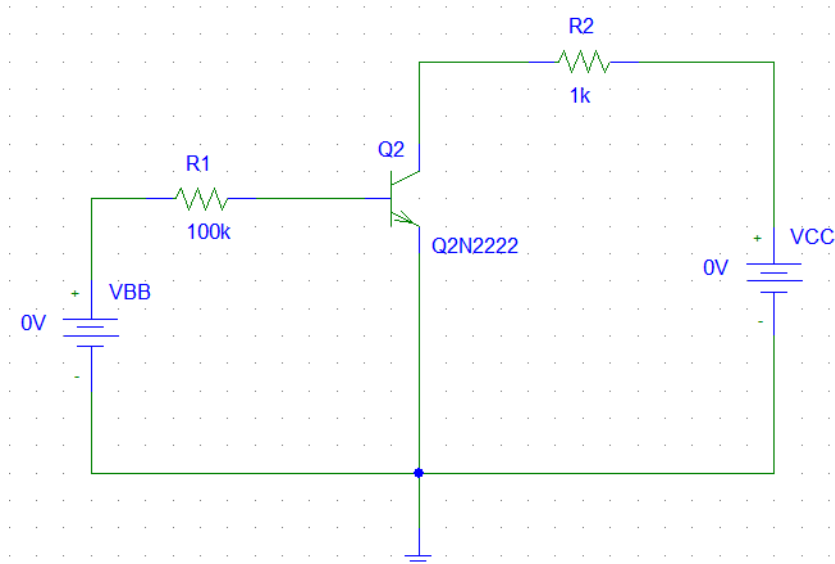 R2
1k
Q2
R1
100k
Q2N2222
+ VCC
0V
-
+ VBB
0V
-